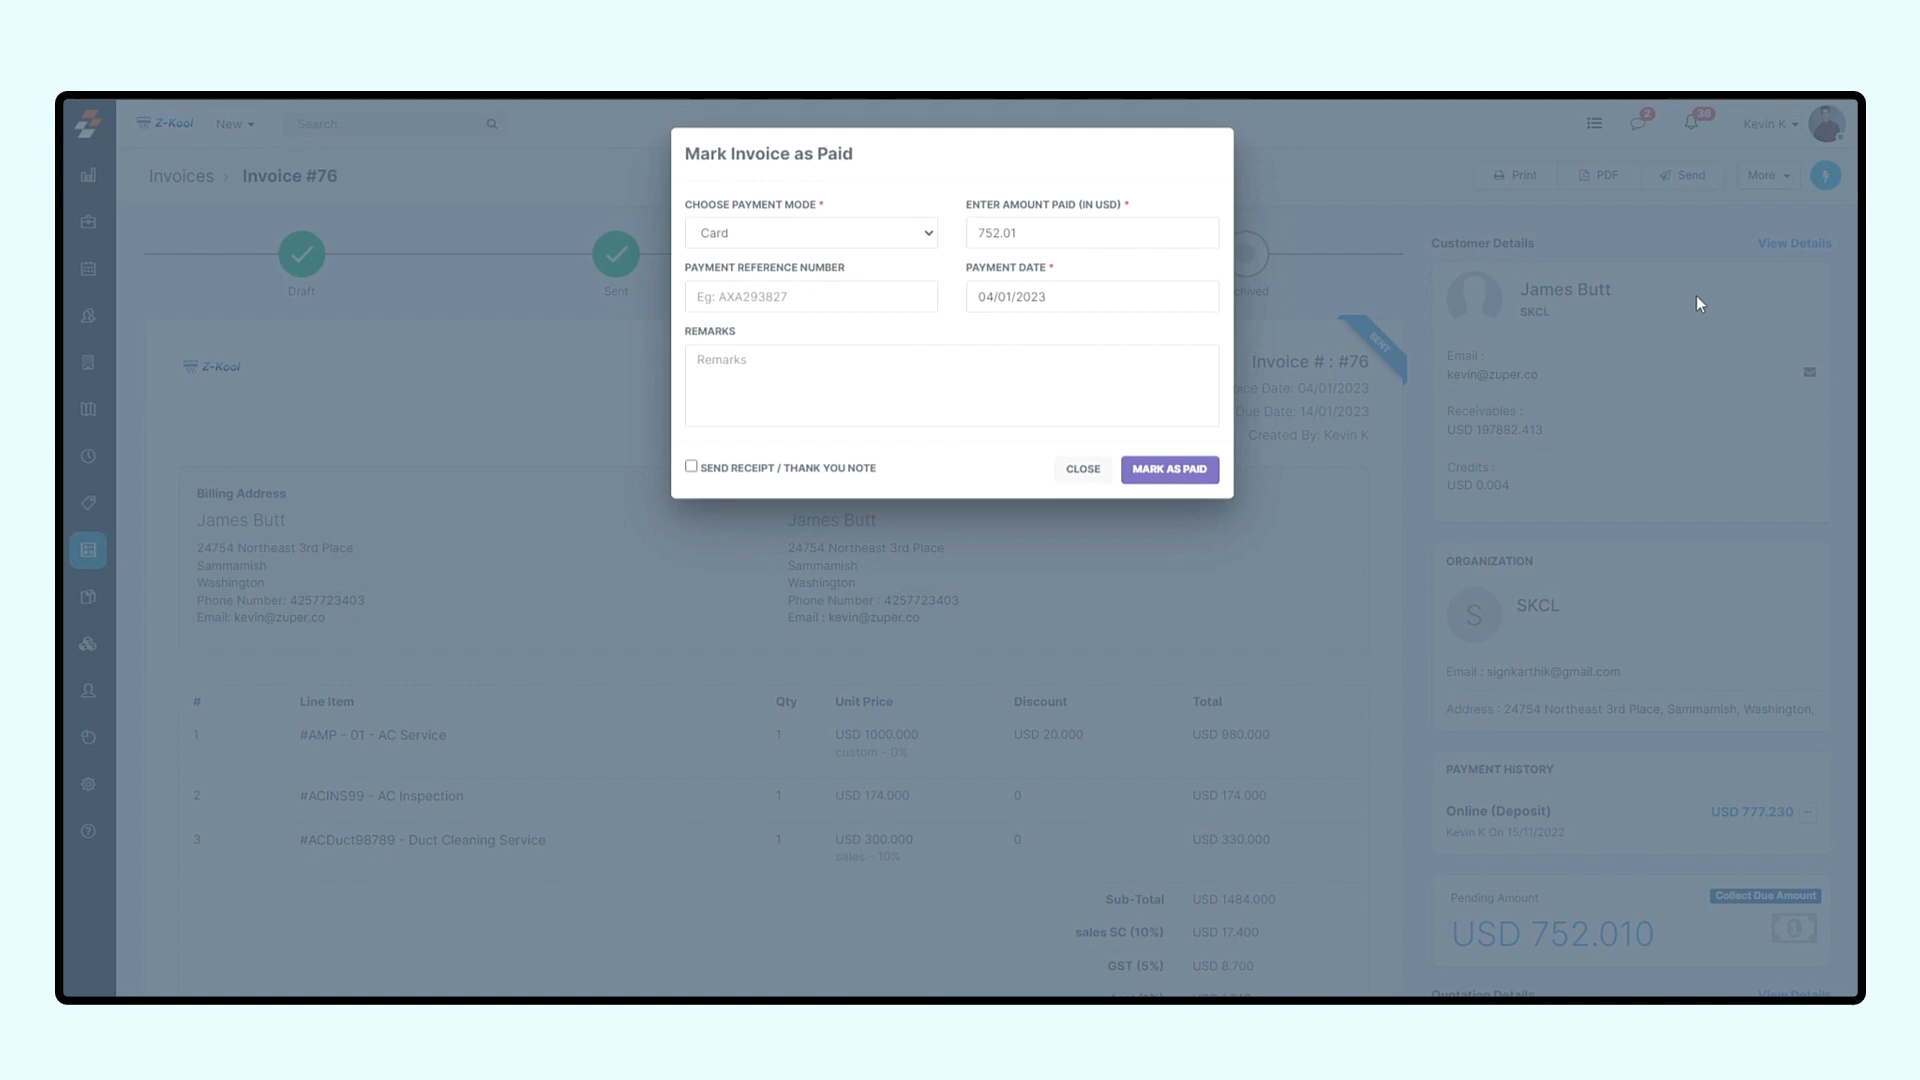 Z-Kool
New
Search...
2
36
Kevin K
Invoices > Invoice #76
Print
PDF
Send
More
Draft
Sent
Mark Invoice as Paid
CHOOSE PAYMENT MODE *
ENTER AMOUNT PAID (IN USD) *
Card
752.01
PAYMENT REFERENCE NUMBER
PAYMENT DATE *
Eg: AXA293827
04/01/2023
REMARKS
Remarks
SEND RECEIPT / THANK YOU NOTE
CLOSE
MARK AS PAID
Z-Kool
SENT
Invoice # : #76
Date: 04/01/2023
Due Date: 14/01/2023
Created By: Kevin K
Billing Address
James Butt
24754 Northeast 3rd Place
Sammamish
Washington
Phone Number: 4257723403
Email: kevin@zuper.co
James Butt
24754 Northeast 3rd Place
Sammamish
Washington
Phone Number : 4257723403
Email : kevin@zuper.co
# Line Item Qty Unit Price Discount Total
1 #AMP - 01 - AC Service 1 USD 1000.000 USD 20.000 USD 980.000
custom - 0%
2 #ACINS99 - AC Inspection 1 USD 174.000 0 USD 174.000
3 #ACDuct98789 - Duct Cleaning Service 1 USD 300.000 0 USD 330.000
sales - 10%
Sub-Total USD 1484.000
sales SC (10%) USD 17.400
GST (5%) USD 8.700
Customer Details
View Details
James Butt
SKCL
Email :
kevin@zuper.co
Receivables :
USD 197882.413
Credits :
USD 0.004
ORGANIZATION
S
SKCL
Email : signkarthik@gmail.com
Address : 24754 Northeast 3rd Place, Sammamish, Washington,
PAYMENT HISTORY
Online (Deposit)
USD 777.230
Kevin K On 15/11/2022
Pending Amount
Collect Due Amount
USD 752.010
Quotation Details
View Details